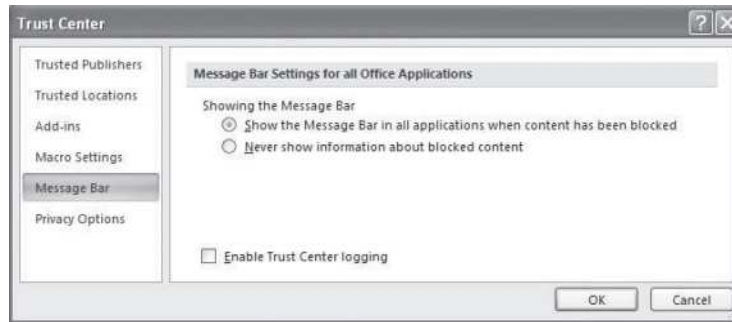 Trust Center
Trusted Publishers
Trusted Locations
Add-ins
Macro Settings
Message Bar
Privacy Options
Message Bar Settings for all Office Applications
Showing the Message Bar
Show the Message Bar in all applications when content has been blocked
Never show information about blocked content
Enable Trust Center logging
OK
Cancel